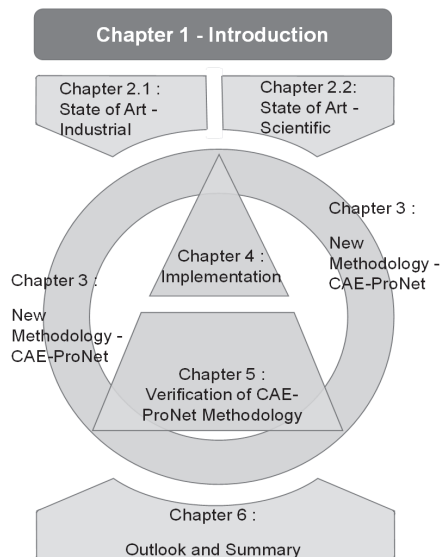 Chapter 1 - Introduction
Chapter 2.1 :
State of Art -
Industrial
Chapter 2.2:
State of Art -
Scientific
Chapter 3 :
New
Methodology -
CAE-ProNet
Chapter 4 :
Implementation
Chapter 3 :
New
Methodology -
CAE-ProNet
Chapter 5 :
Verification of CAE-
ProNet Methodology
Chapter 6 :
Outlook and Summary